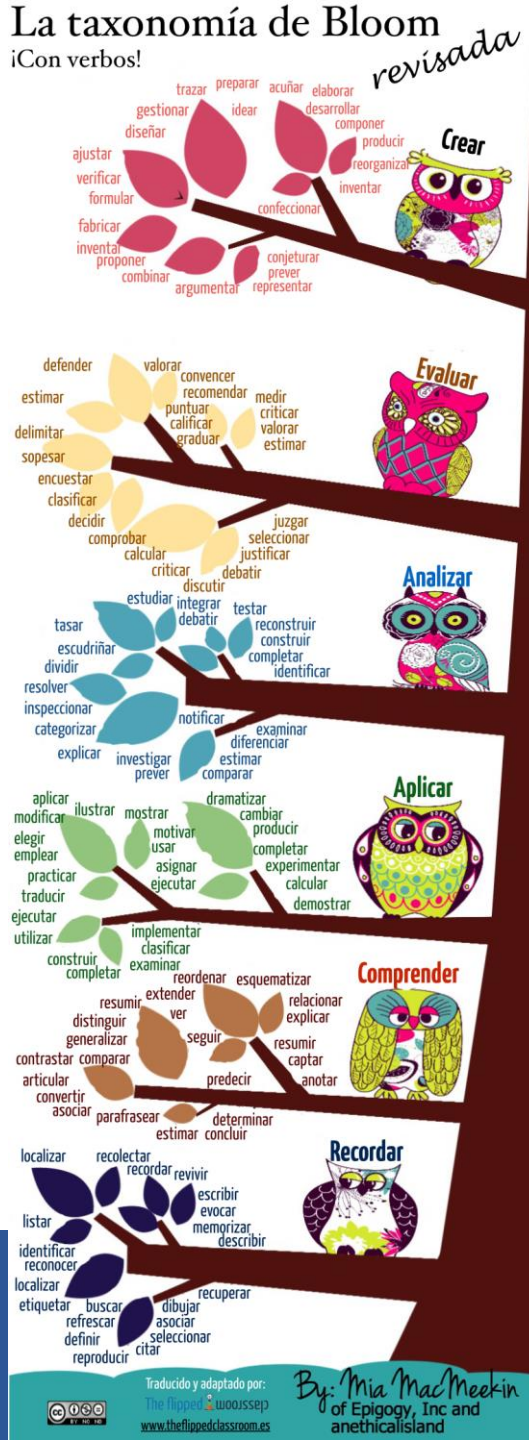 La taxonomía de Bloom
revisada
¡Con verbos!
Crear
trazar
preparar
acuñar
elaborar
gestionar
idear
desarrollar
diseñar
componer
ajustar
producir
verificar
reorganizar
formular
inventar
confeccionar
fabricar
inventar
proponer
combinar
argumentar
conjeturar
prever
representar
Evaluar
defender
valorar
convencer
recomendar
estimar
puntuar
calificar
graduar
medir
criticar
valorar
estimar
delimitar
sopesar
encuestar
clasificar
decidir
comprobar
calcular
criticar
discutir
debatir
justificar
seleccionar
juzgar
Analizar
estudiar
integrar
debatir
testar
reconstruir
construir
completar
identificar
tasar
escudriñar
dividir
resolver
inspeccionar
categorizar
explicar
notificar
investigar
prever
examinar
diferenciar
estimar
comparar
Aplicar
aplicar
modificar
ilustrar
mostrar
motivar
usar
dramatizar
cambiar
producir
completar
experimentar
calcular
demostrar
elegir
emplear
practicar
traducir
asignar
ejecutar
ejecutar
utilizar
construir
completar
implementar
clasificar
examinar
Comprender
reordenar
esquematizar
resumir
extender
ver
relacionar
explicar
distinguir
generalizar
seguir
resumir
captar
anotar
contrastar
comparar
predecir
articular
convertir
asociar
parafrasear
determinar
estimar
concluir
Recordar
localizar
recolectar
recordar
revivir
escribir
evocar
memorizar
describir
listar
identificar
reconocer
localizar
etiquetar
buscar
refrescar
definir
reproducir
recuperar
dibujar
asociar
seleccionar
citar
Traducido y adaptado por:
The flipped classroom
www.theflippedclassroom.es
cc
BY NC ND
By: Mia MacMeekin
of Epigogy, Inc and
anethicalisland